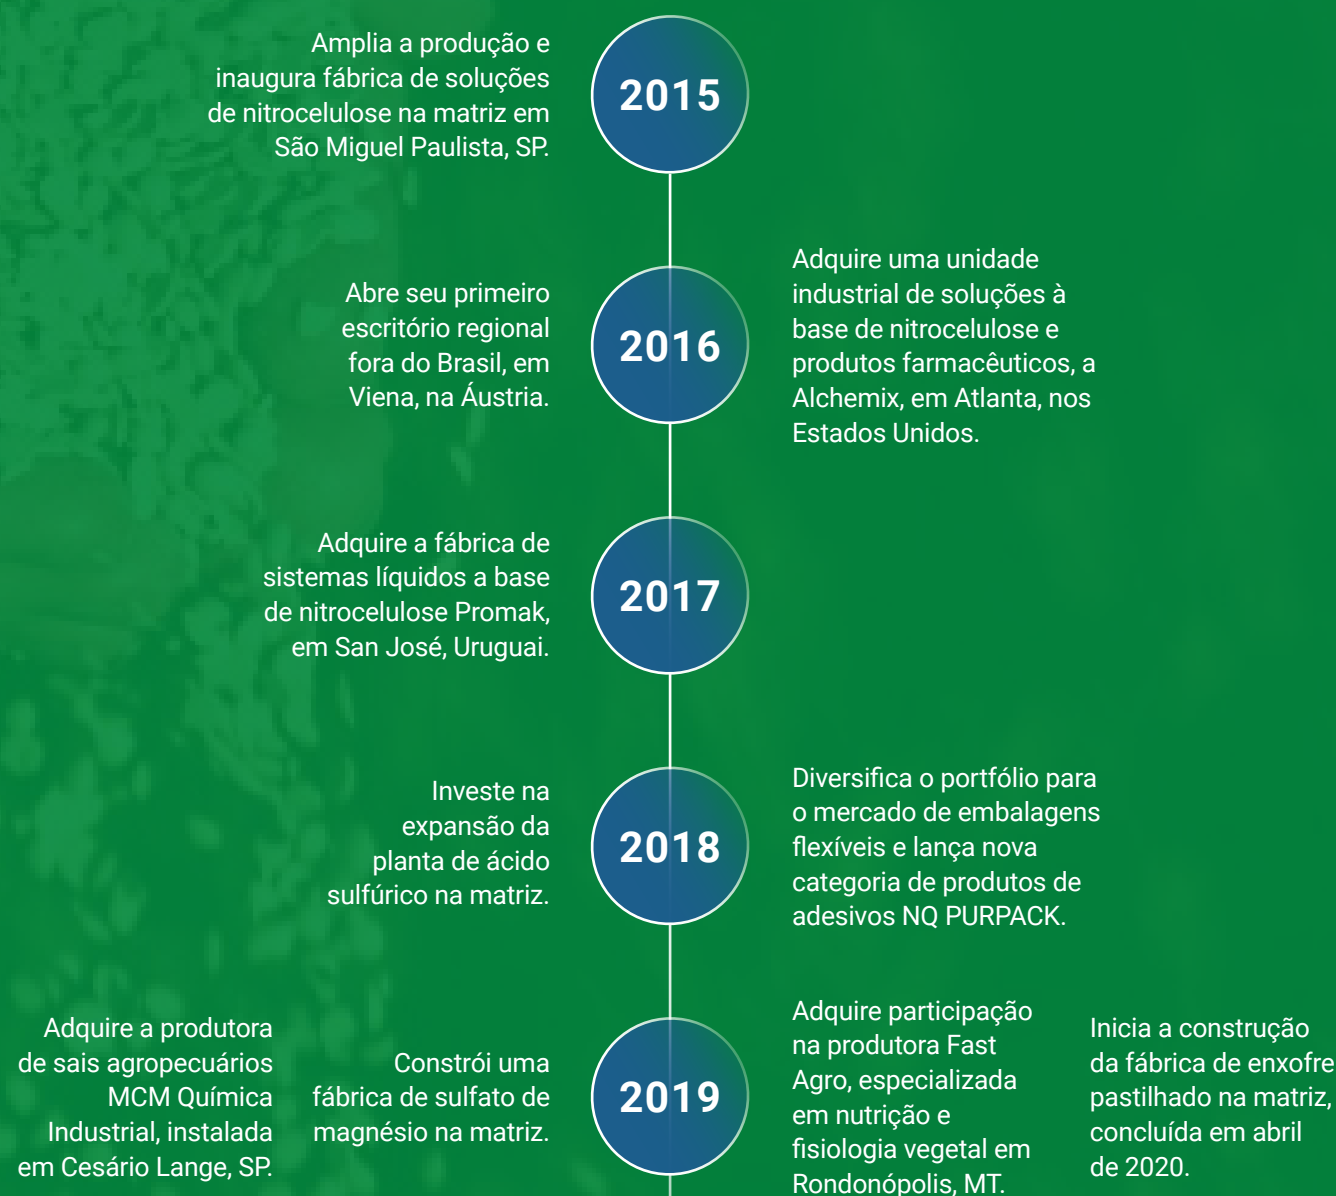 Amplia a produção e
inaugura fábrica de soluções
de nitrocelulose na matriz em
São Miguel Paulista, SP.
2015
Abre seu primeiro
escritório regional
fora do Brasil, em
Viena, na Áustria.
2016
Adquire uma unidade
industrial de soluções à
base de nitrocelulose e
produtos farmacêuticos, a
Alchemix, em Atlanta, nos
Estados Unidos.
Adquire a fábrica de
sistemas líquidos a base
de nitrocelulose Promak,
em San José, Uruguai.
2017
Investe na
expansão da
planta de ácido
sulfúrico na matriz.
2018
Diversifica o portfólio para
o mercado de embalagens
flexíveis e lança nova
categoria de produtos de
adesivos NQ PURPACK.
Adquire a produtora
de sais agropecuários
MCM Química
Industrial, instalada
em Cesário Lange, SP.
Constrói uma
fábrica de sulfato de
magnésio na matriz.
2019
Adquire participação
na produtora Fast
Agro, especializada
em nutrição e
fisiologia vegetal em
Rondonópolis, MT.
Inicia a construção
da fábrica de enxofre
pastilhado na matriz,
concluída em abril
de 2020.